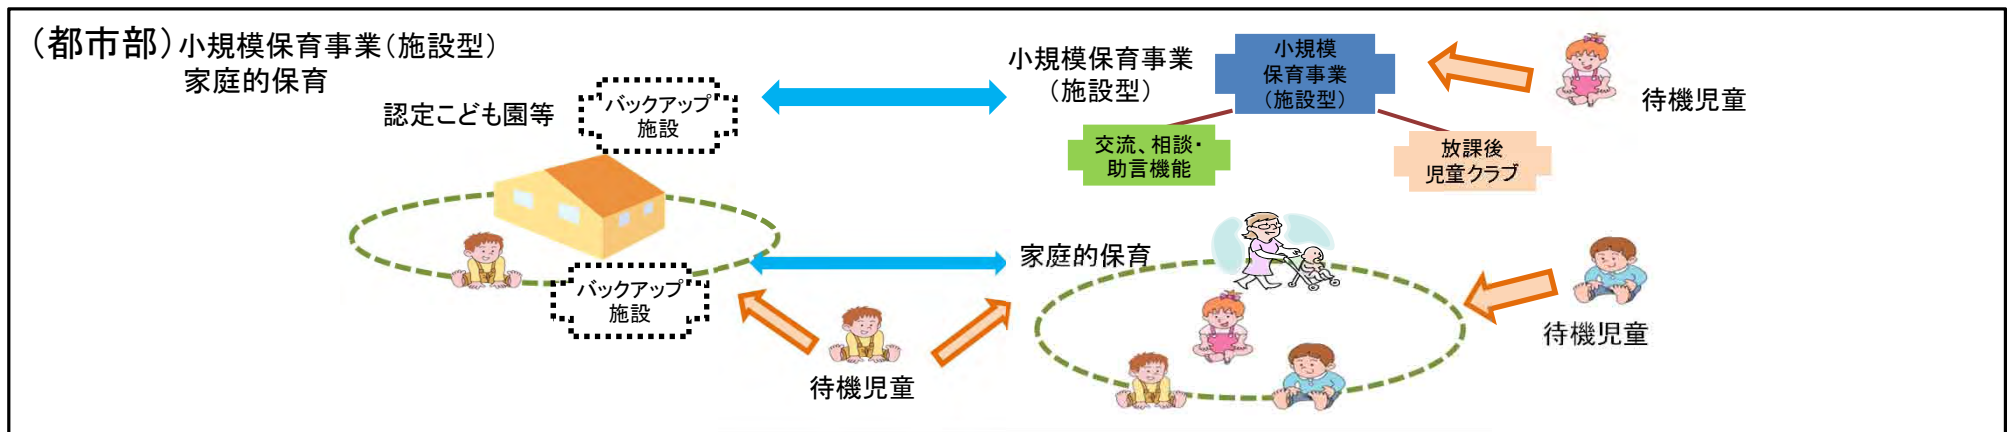 （都市部）小規模保育事業（施設型）
家庭的保育
認定こども園等
バックアップ
施設
小規模保育事業
（施設型）
小規模
保育事業
（施設型）
交流、相談・
助言機能
放課後
児童クラブ
待機児童
バックアップ
施設
家庭的保育
待機児童
待機児童